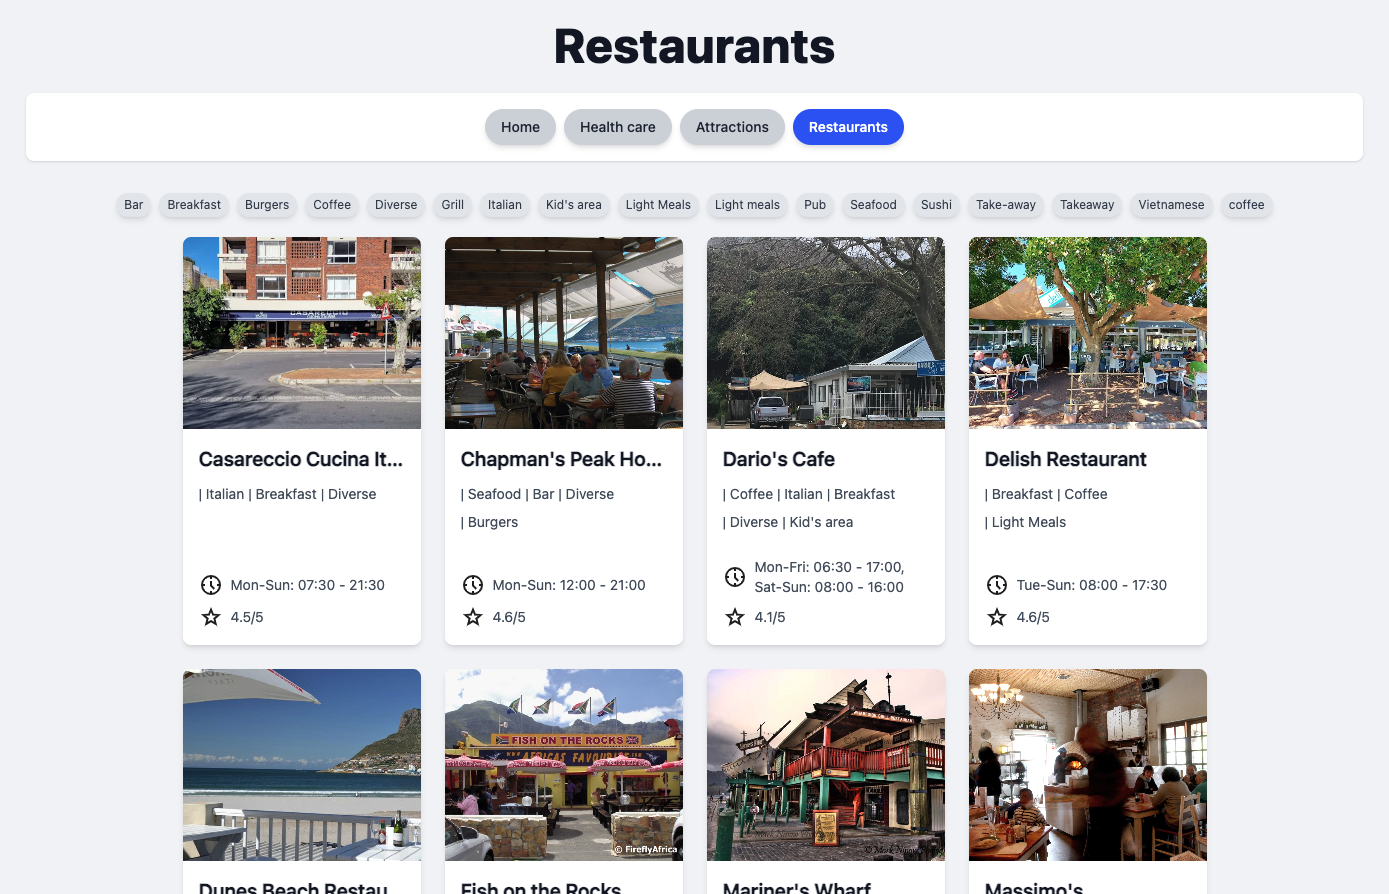 Restaurants
Home Health care Attractions Restaurants
Bar Breakfast Burgers Coffee Diverse Grill Italian Kid's area Light Meals Light meals Pub Seafood Sushi Take-away Takeaway Vietnamese coffee
CASARECCIO
Casareccio Cucina It...
| Italian | Breakfast | Diverse
Mon-Sun: 07:30 - 21:30
4.5/5
Chapman's Peak Ho...
| Seafood | Bar | Diverse
| Burgers
Mon-Sun: 12:00 - 21:00
4.6/5
Dario's Cafe
| Coffee | Italian | Breakfast
| Diverse | Kid's area
Mon-Fri: 06:30 - 17:00,
Sat-Sun: 08:00 - 16:00
4.1/5
Delish Restaurant
| Breakfast | Coffee
| Light Meals
Tue-Sun: 08:00 - 17:30
4.6/5
Dunes Beach Restau...
FISH ON THE ROCKS
AFRICAS FAVOURITE
© FireflyAfrica
Fish on the Rocks
Mariner's Wharf
Massimo's